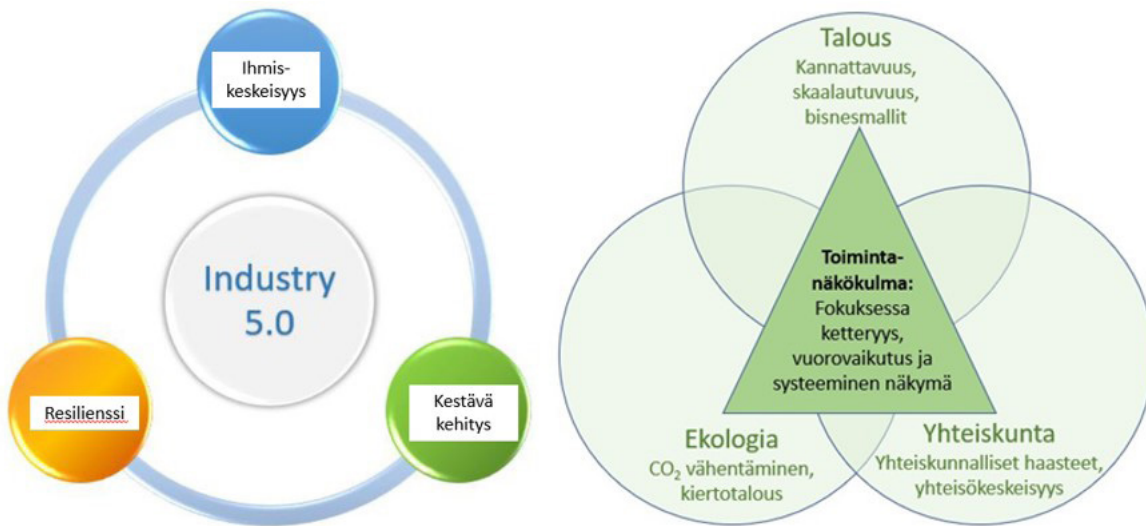 Ihmis-
keskeisyys
Industry
5.0
Resilienssi
Kestävä
kehitys
Talous
Kannattavuus,
skaalautuvuus,
bisnesmallit
Toiminta-
näkökulma:
Fokuksessa
ketteryys,
vuorovaikutus ja
systeeminen näkymä
Ekologia
CO₂ vähentäminen,
kiertotalous
Yhteiskunta
Yhteiskunnalliset haasteet,
yhteisökeskeisyys